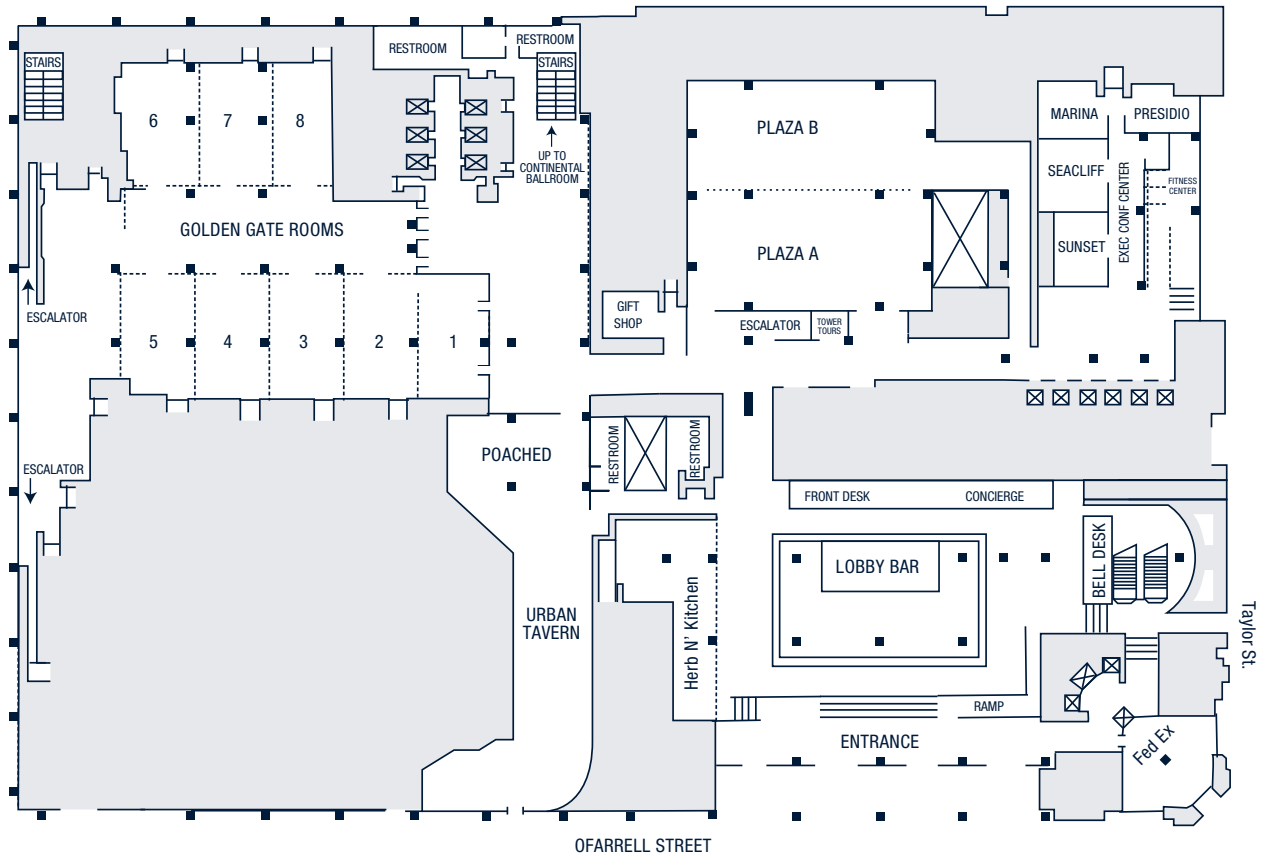 RESTROOM
RESTROOM
STAIRS
STAIRS
6
7
8
UP TO
CONTINENTAL
BALLROOM
GOLDEN GATE ROOMS
ESCALATOR
5
4
3
2
1
ESCALATOR
PLAZA B
PLAZA A
GIFT
SHOP
ESCALATOR
TOWER
TOURS
MARINA
PRESIDIO
SEACLIFF
SUNSET
EXEC CONF CENTER
FITNESS
CENTER
POACHED
RESTROOM
RESTROOM
FRONT DESK
CONCIERGE
LOBBY BAR
BELL DESK
URBAN
TAVERN
Herb N' Kitchen
RAMP
ENTRANCE
Fed Ex
Taylor St.
OFARRELL STREET